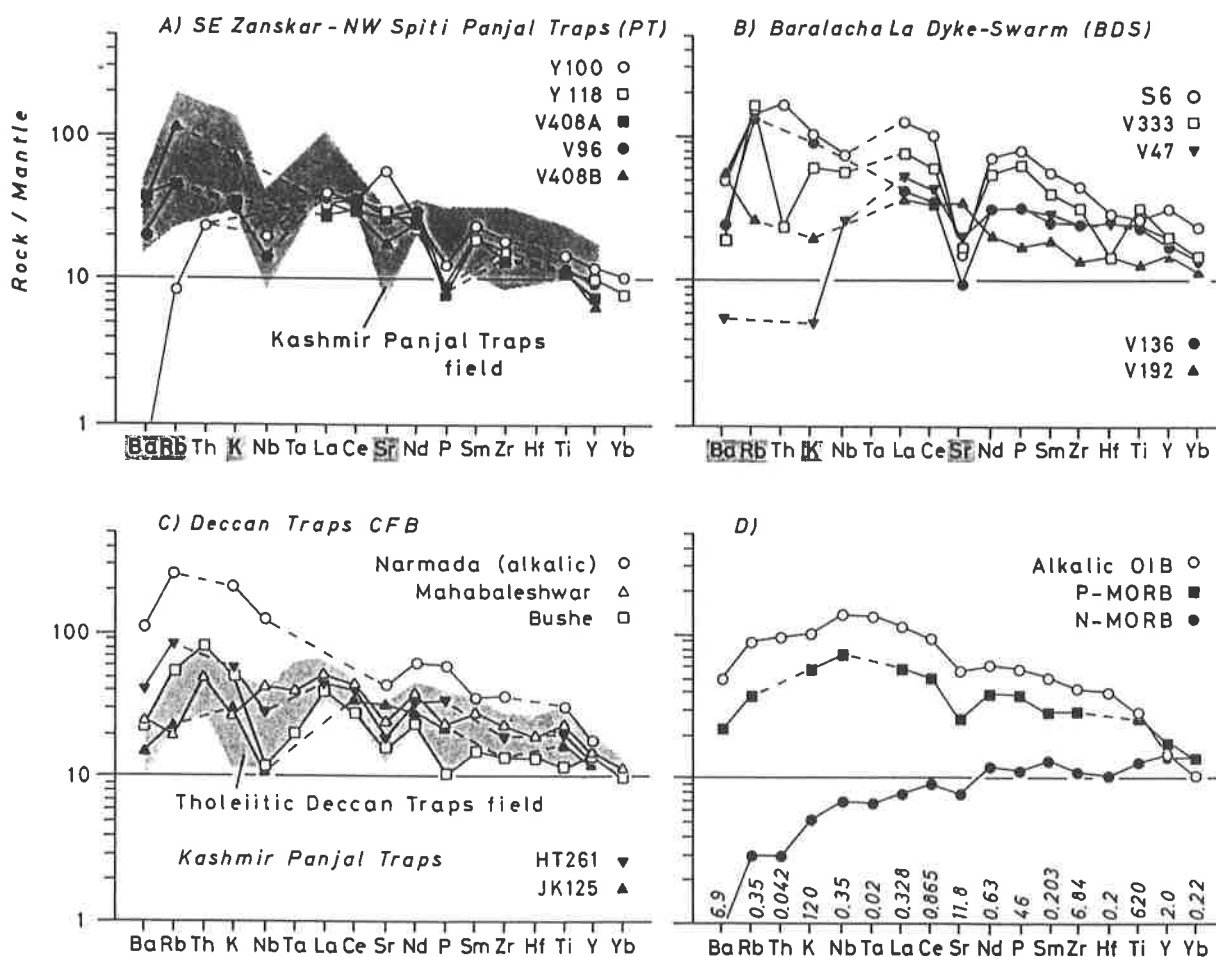 A) SE Zanskar-NW Spiti Panjal Traps (PT)
Y100
Y118
V408A
V96
V408B
Rock / Mantle
100
10
1
Kashmir Panjal Traps
field
Ba Rb Th K Nb Ta La Ce Sr Nd P Sm Zr Hf Ti Y Yb
B) Baralacha La Dyke-Swarm (BDS)
S6
V333
V47
V136
V192
Ba Rb Th K Nb Ta La Ce Sr Nd P Sm Zr Hf Ti Y Yb
C) Deccan Traps CFB
Narmada (alkalic)
Mahabaleshwar
Bushe
100
10
1
Tholeiitic Deccan Traps field
Kashmir Panjal Traps
HT261
JK125
Ba Rb Th K Nb Ta La Ce Sr Nd P Sm Zr Hf Ti Y Yb
D)
Alkalic OIB
P-MORB
N-MORB
6.9 0.35 0.042 120 0.35 0.02 0.328 0.865 11.8 0.63 46 0.203 6.84 0.2 620 2.0 0.22
Ba Rb Th K Nb Ta La Ce Sr Nd P Sm Zr Hf Ti Y Yb